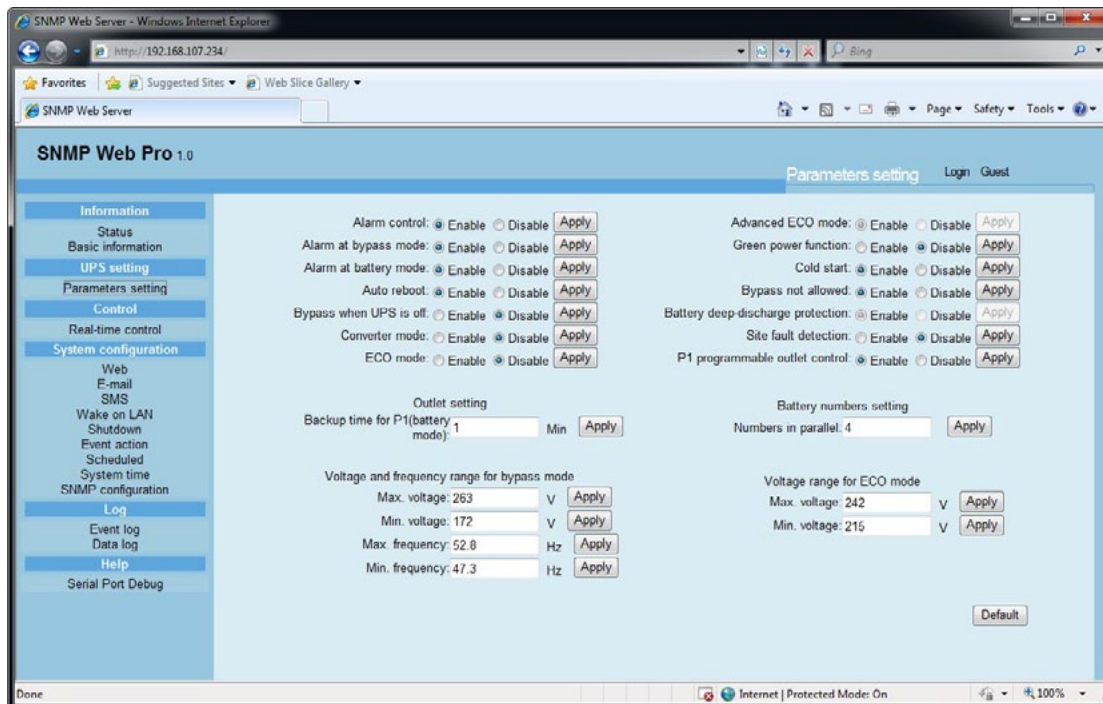 SNMP Web Server - Windows Internet Explorer
http://192.168.107.234/
Bing
Favorites Suggested Sites Web Slice Gallery
SNMP Web Server
Page Safety Tools
SNMP Web Pro 1.0
Parameters setting Login Guest
Information
Status
Basic information
UPS setting
Parameters setting
Control
Real-time control
System configuration
Web
E-mail
SMS
Wake on LAN
Shutdown
Event action
Scheduled
System time
SNMP configuration
Log
Event log
Data log
Help
Serial Port Debug
Alarm control: Enable Disable Apply
Alarm at bypass mode: Enable Disable Apply
Alarm at battery mode: Enable Disable Apply
Auto reboot: Enable Disable Apply
Bypass when UPS is off: Enable Disable Apply
Converter mode: Enable Disable Apply
ECO mode: Enable Disable Apply
Advanced ECO mode: Enable Disable Apply
Green power function: Enable Disable Apply
Cold start: Enable Disable Apply
Bypass not allowed: Enable Disable Apply
Battery deep-discharge protection: Enable Disable Apply
Site fault detection: Enable Disable Apply
P1 programmable outlet control: Enable Disable Apply
Outlet setting
Backup time for P1(battery
mode): 1 Min Apply
Battery numbers setting
Numbers in parallel: 4 Apply
Voltage and frequency range for bypass mode
Max. voltage: 263 V Apply
Min. voltage: 172 V Apply
Max. frequency: 52.8 Hz Apply
Min. frequency: 47.3 Hz Apply
Voltage range for ECO mode
Max. voltage: 242 V Apply
Min. voltage: 215 V Apply
Default
Done Internet | Protected Mode: On 100%